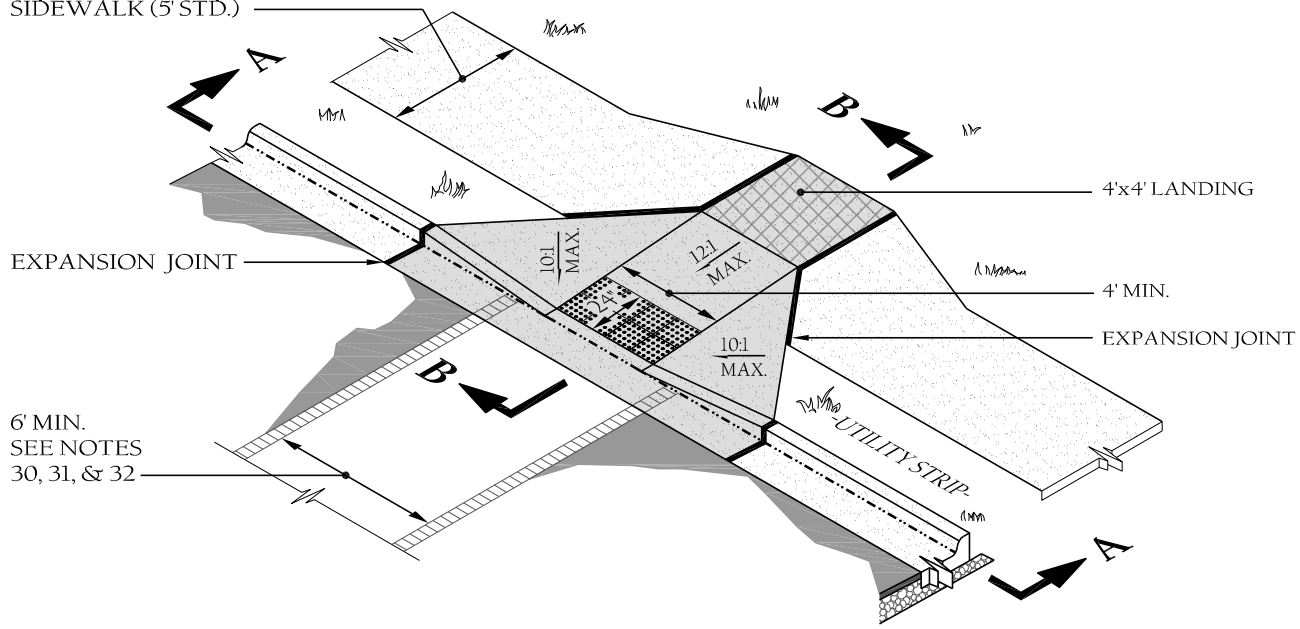 SIDEWALK (5' STD.)
A
B
4'x4' LANDING
10:1
MAX.
12:1
MAX.
EXPANSION JOINT
24"
4' MIN.
10:1
MAX.
EXPANSION JOINT
B
6' MIN.
SEE NOTES
30, 31, & 32
-UTILITY STRIP-
A